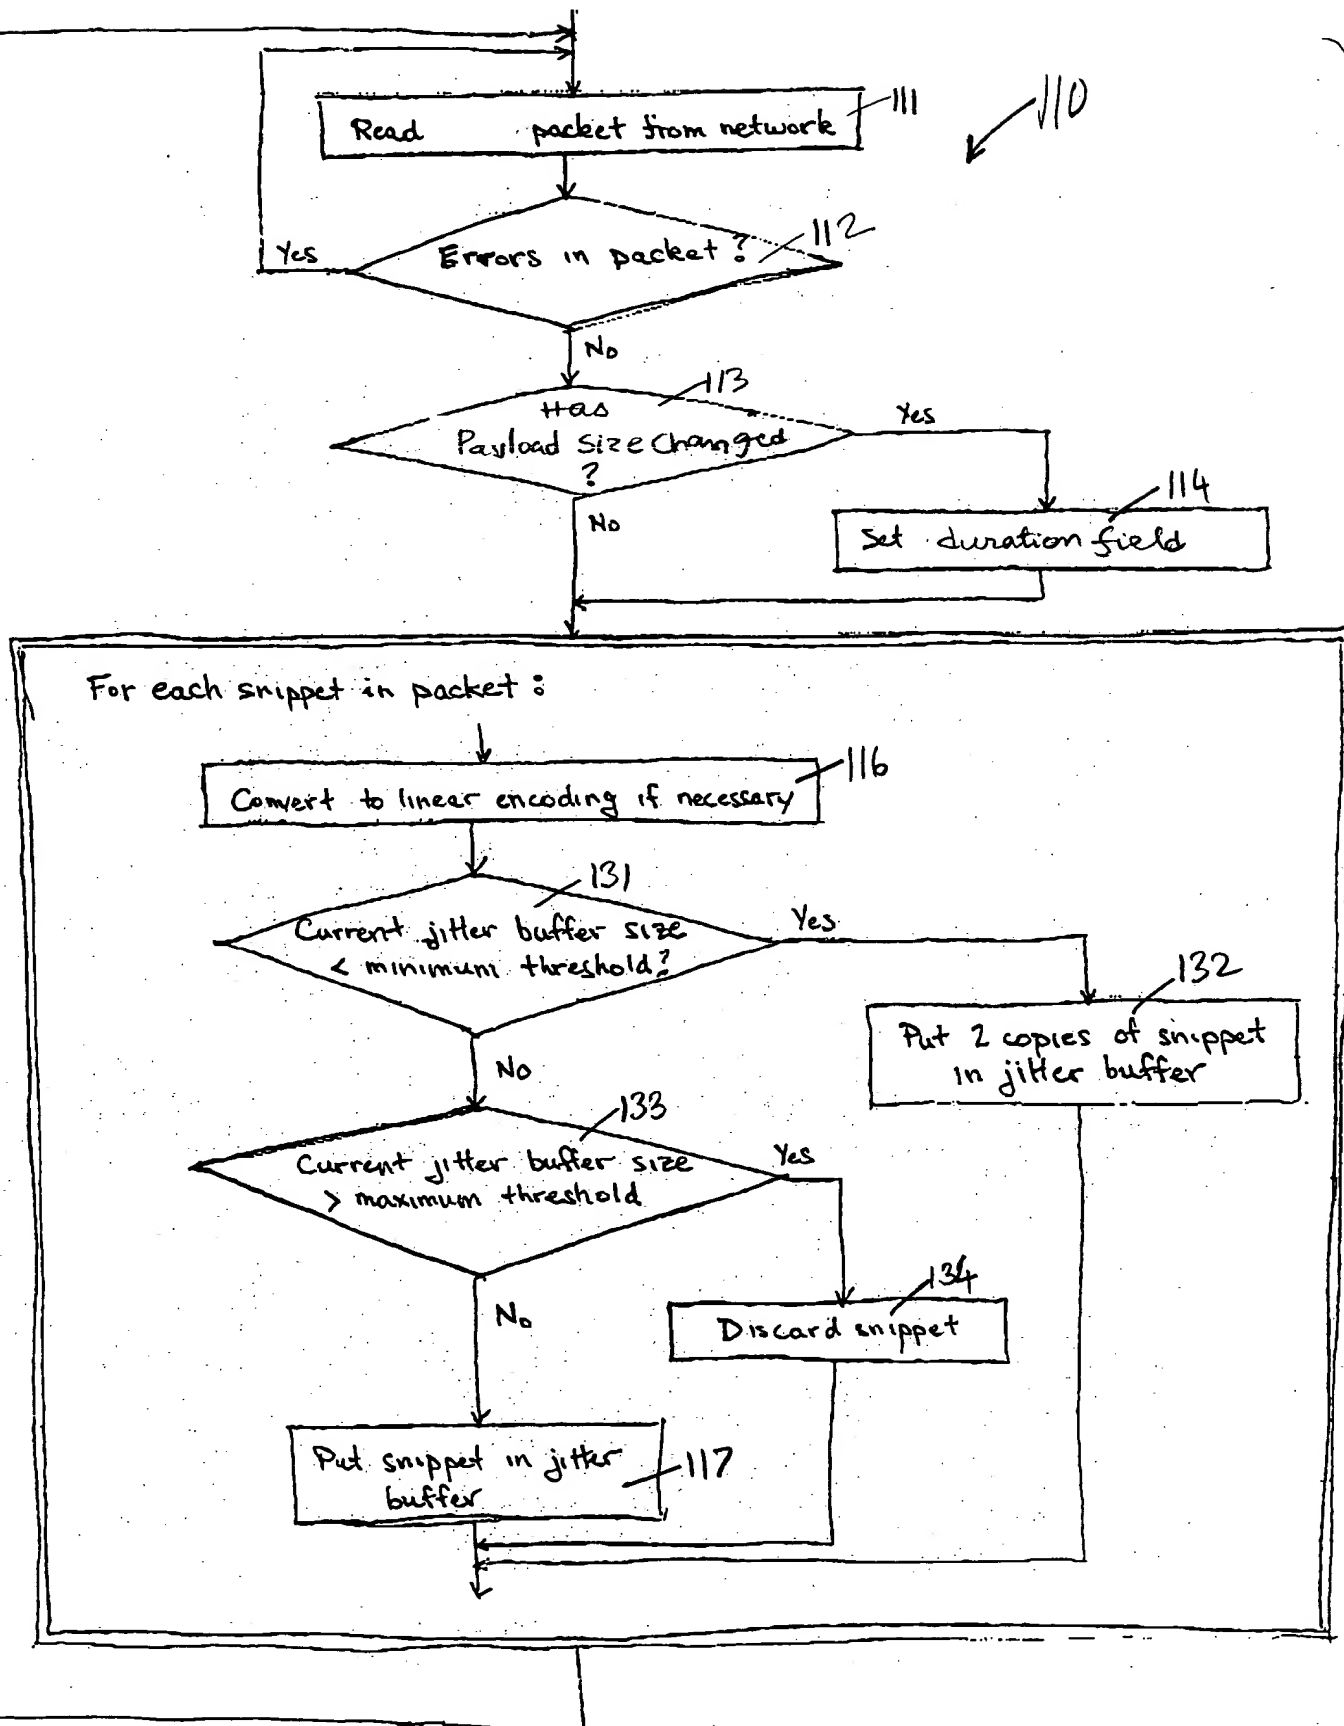 111
Read packet from network
110
112
Errors in packet?
Yes
No
113
Has
Payload Size Changed
?
Yes
No
114
Set duration field
For each snippet in packet:
116
Convert to linear encoding if necessary
131
Current jitter buffer size
< minimum threshold?
Yes
132
Put 2 copies of snippet
in jitter buffer
No
133
Current jitter buffer size
> maximum threshold
Yes
134
Discard snippet
No
Put snippet in jitter
buffer
117